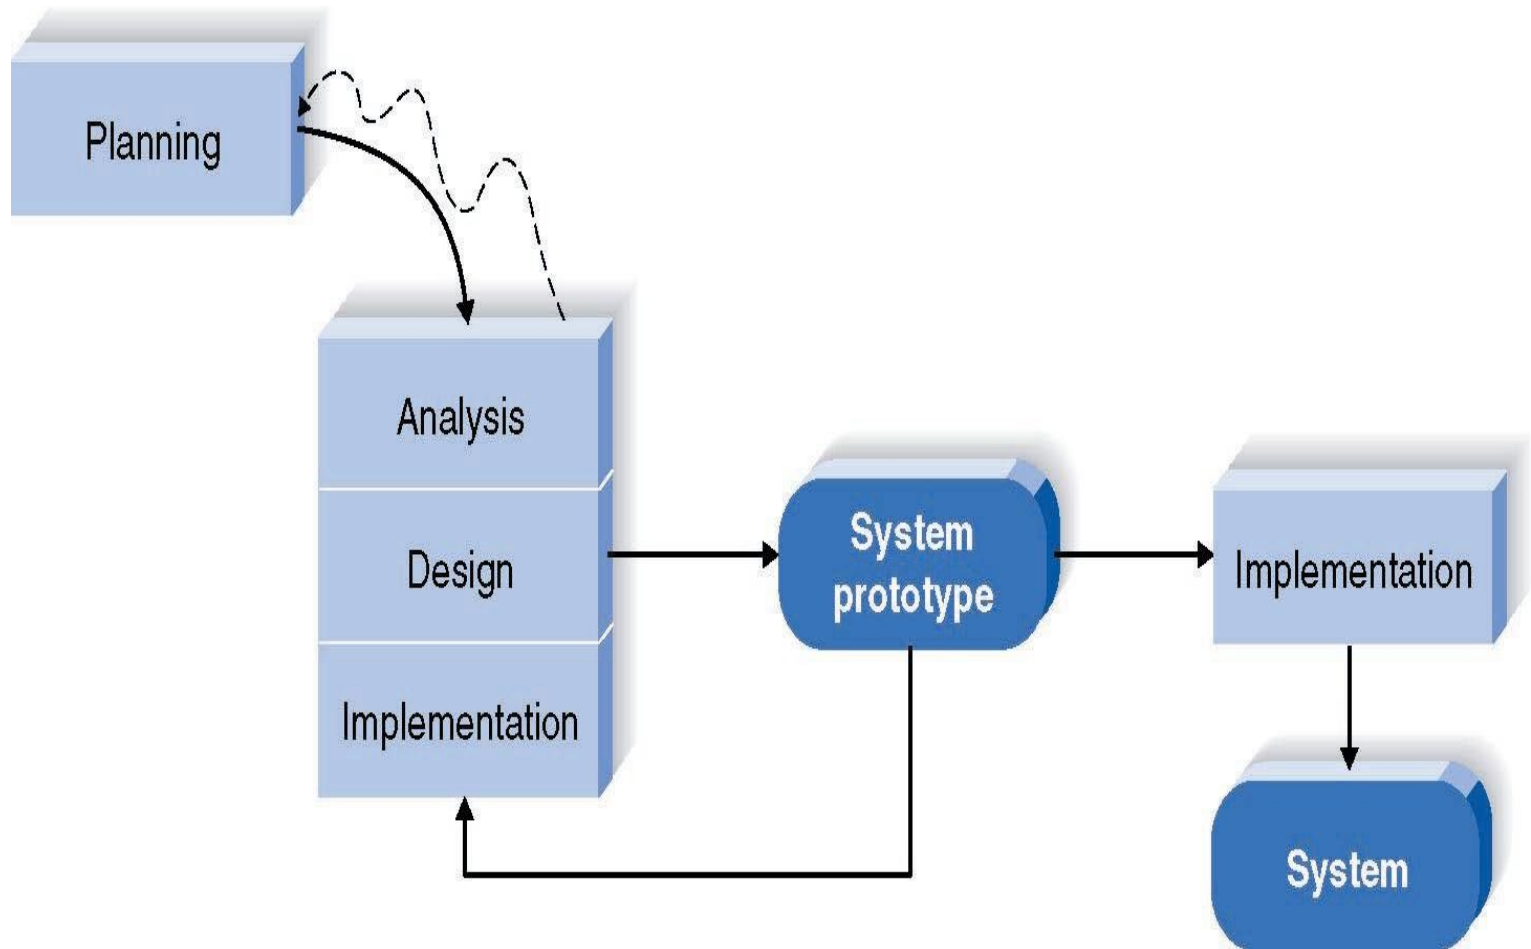 Planning
Analysis
Design
Implementation
System
prototype
Implementation
System